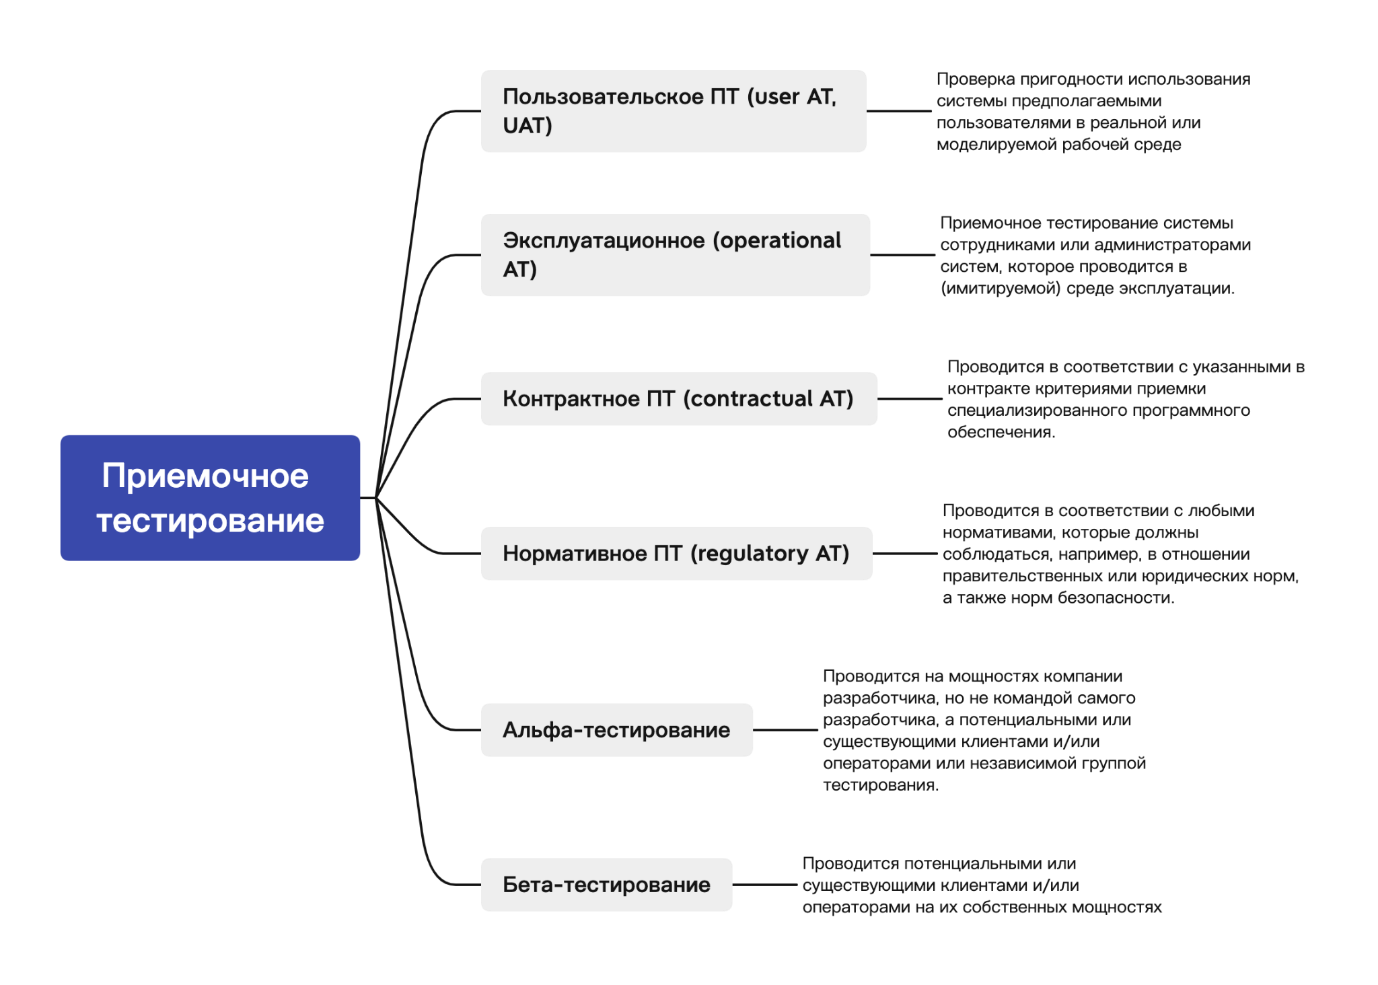 Приемочное
тестирование
Пользовательское ПТ (user AT,
UAT)
Проверка пригодности использования
системы предполагаемыми
пользователями в реальной или
моделируемой рабочей среде
Эксплуатационное (operational
AT)
Приемочное тестирование системы
сотрудниками или администраторами
систем, которое проводится в
(имитируемой) среде эксплуатации.
Контрактное ПТ (contractual AT)
Проводится в соответствии с указанными в
контракте критериями приемки
специализированного программного
обеспечения.
Нормативное ПТ (regulatory AT)
Проводится в соответствии с любыми
нормативами, которые должны
соблюдаться, например, в отношении
правительственных или юридических норм,
а также норм безопасности.
Альфа-тестирование
Проводится на мощностях компании
разработчика, но не командой самого
разработчика, а потенциальными или
существующими клиентами и/или
операторами или независимой группой
тестирования.
Бета-тестирование
Проводится потенциальными или
существующими клиентами и/или
операторами на их собственных мощностях